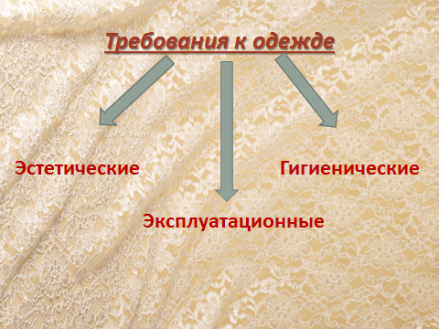 Требования к одежде
Эстетические
Гигиенические
Эксплуатационные